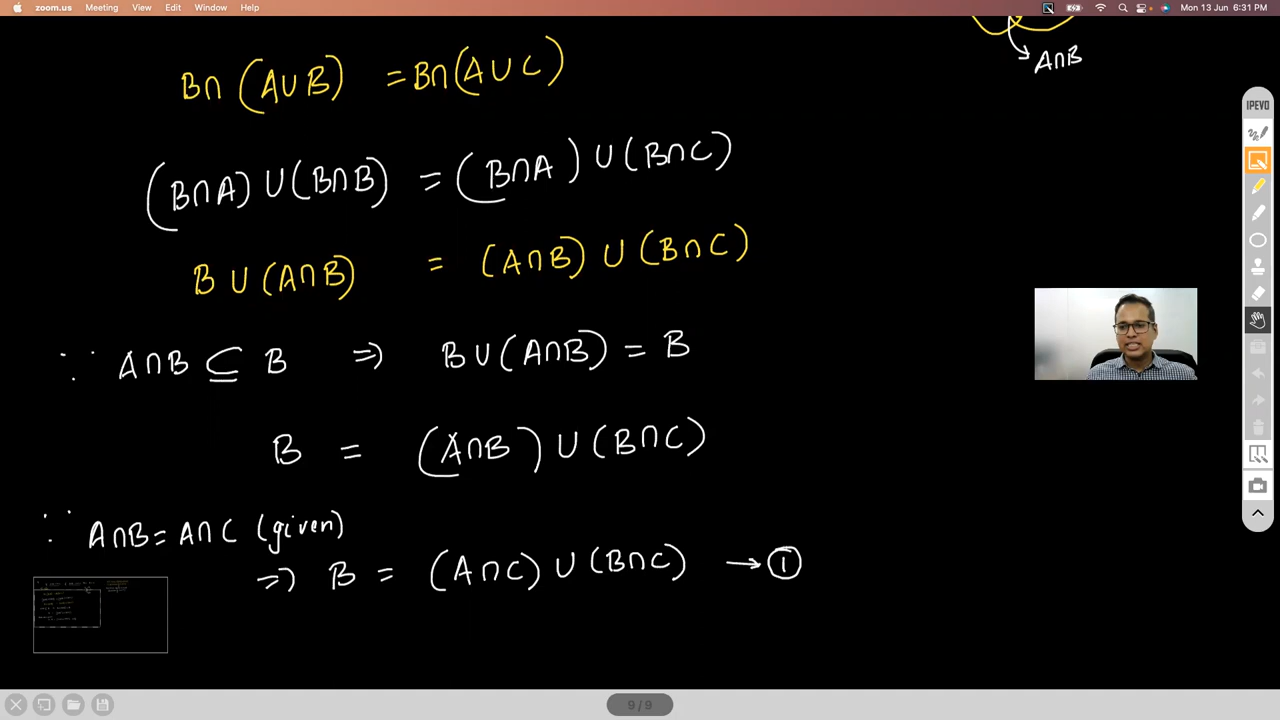 zoom.us Meeting View Edit Window Help Mon 13 Jun 6:31 PM
A∩B
B∩ (A∪B) = B∩(A∪C)
IPEVO
(B∩A) ∪ (B∩B) = (B∩A) ∪ (B∩C)
B ∪ (A∩B) = (A∩B) ∪ (B∩C)
∵ A∩B ⊆ B ⇒ B∪(A∩B) = B
B = (A∩B) ∪ (B∩C)
∵ A∩B = A∩C (given)
⇒ B = (A∩C) ∪ (B∩C) → ①
9 / 9